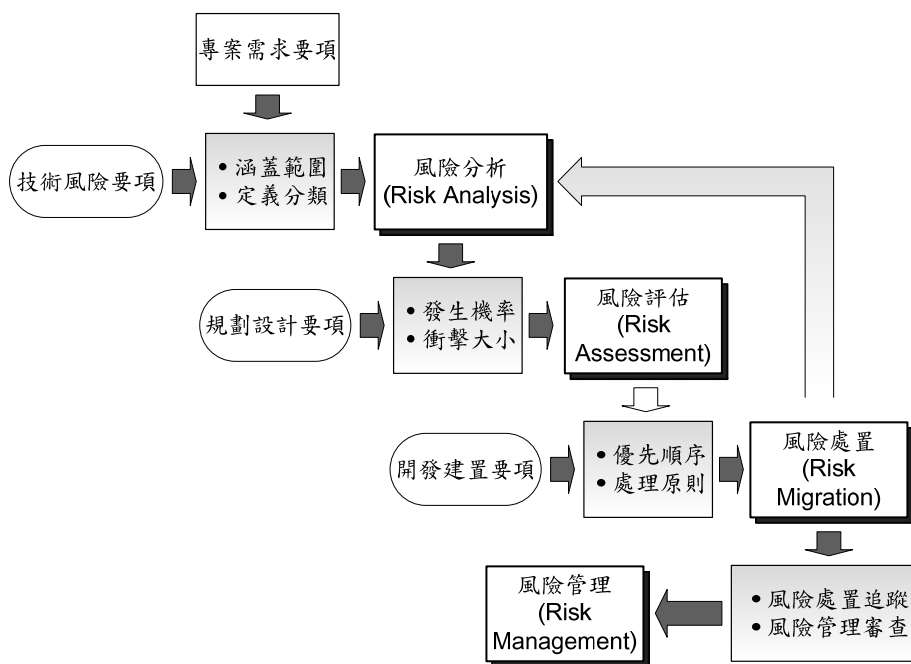 專案需求要項
技術風險要項
• 涵蓋範圍
• 定義分類
風險分析
(Risk Analysis)
規劃設計要項
• 發生機率
• 衝擊大小
風險評估
(Risk
Assessment)
開發建置要項
• 優先順序
• 處理原則
風險處置
(Risk
Migration)
風險管理
(Risk
Management)
• 風險處置追蹤
• 風險管理審查